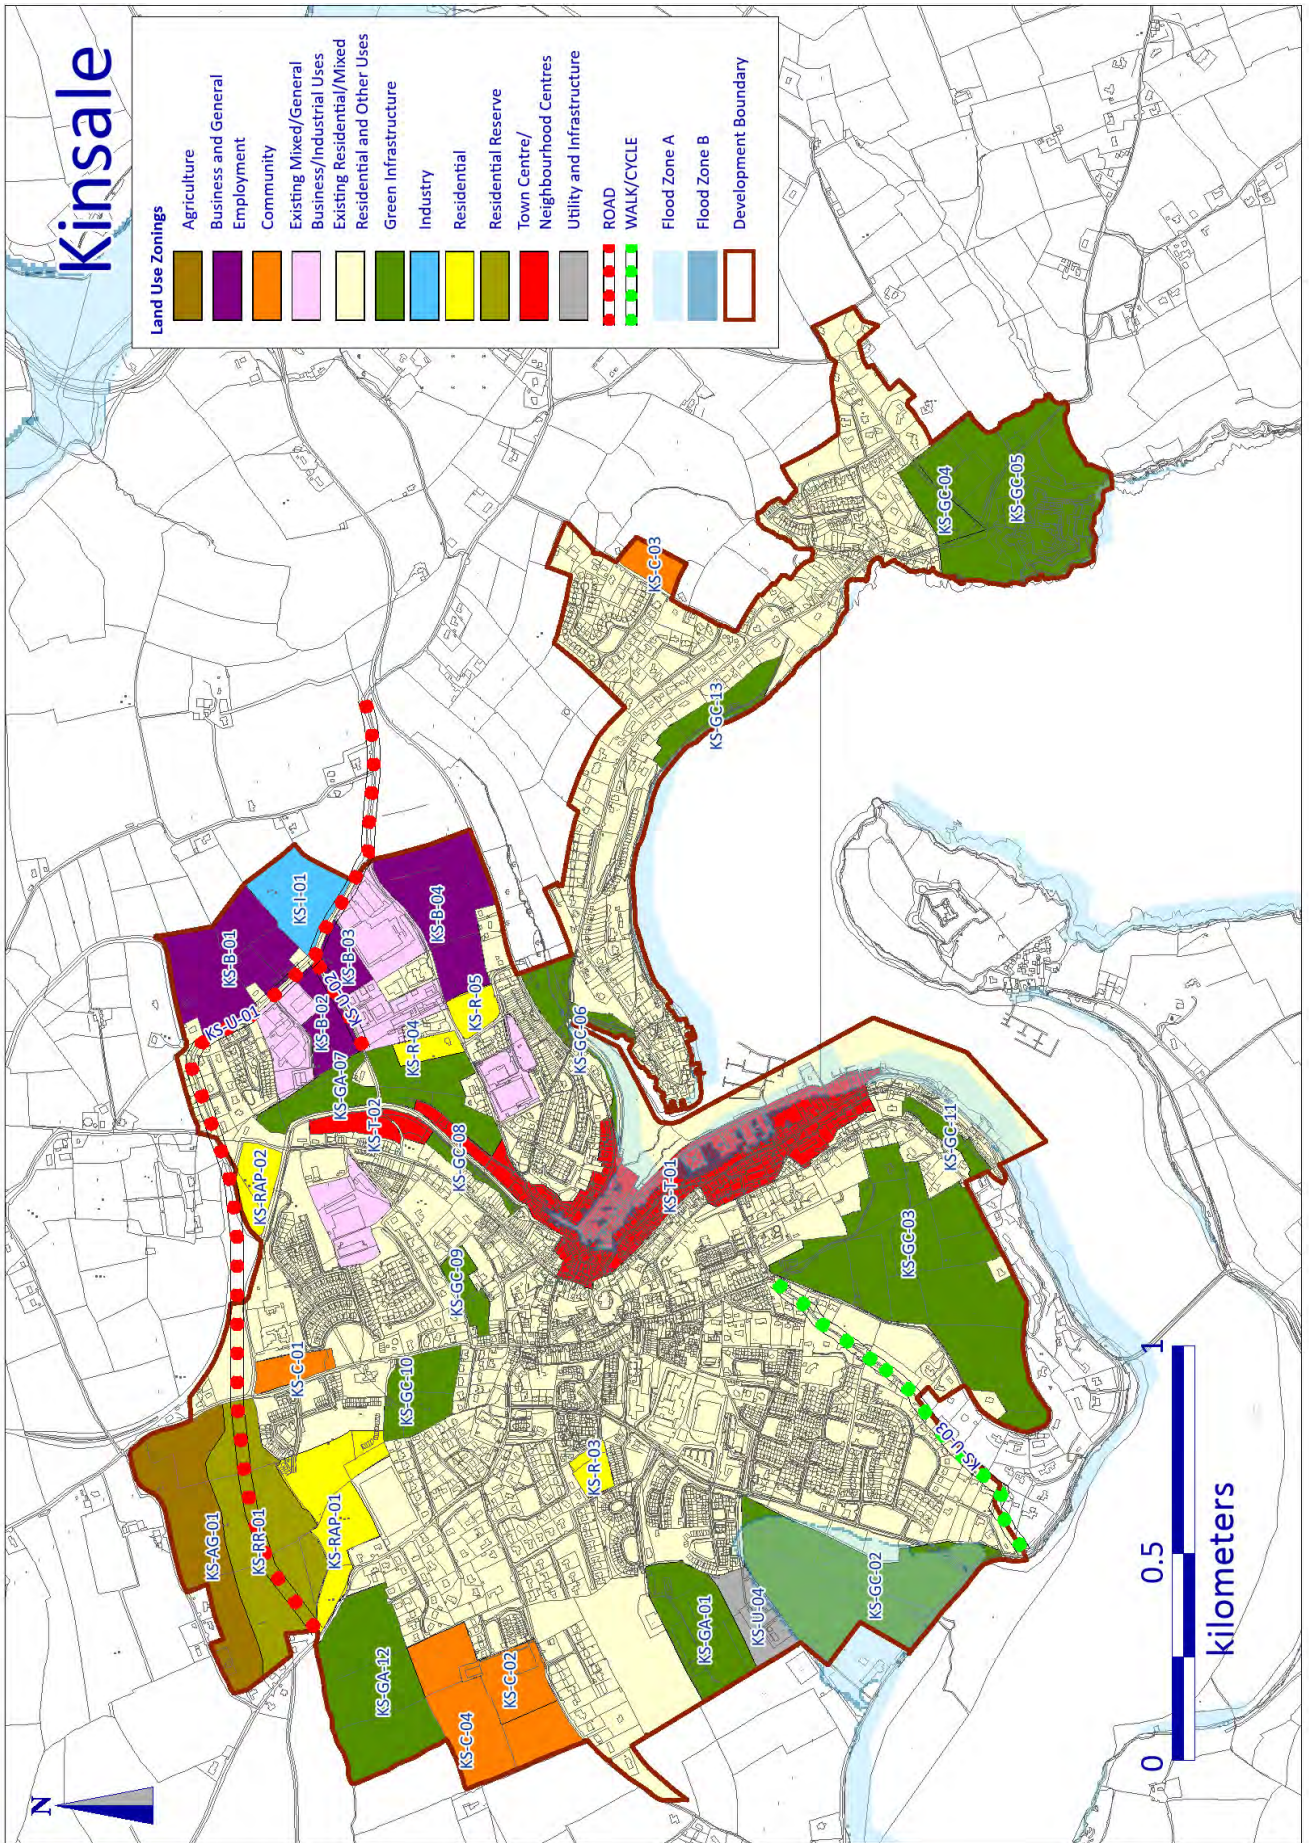 Kinsale
Land Use Zonings
Agriculture
Business and General
Employment
Community
Existing Mixed/General
Business/Industrial Uses
Existing Residential/Mixed
Residential and Other Uses
Green Infrastructure
Industry
Residential
Residential Reserve
Town Centre/
Neighbourhood Centres
Utility and Infrastructure
ROAD
WALK/CYCLE
Flood Zone A
Flood Zone B
Development Boundary
N
KS-AG-01
KS-RR-01
KS-RAP-01
KS-C-01
KS-RAP-02
KS-U-01
KS-B-01
KS-I-01
KS-B-02
KS-U-02
KS-B-03
KS-B-04
KS-GA-07
KS-T-02
KS-R-04
KS-R-05
KS-GC-08
KS-GC-06
KS-GC-09
KS-GC-10
KS-GA-12
KS-C-04
KS-C-02
KS-R-03
KS-T-01
KS-GC-13
KS-C-03
KS-GC-04
KS-GC-05
KS-GC-11
KS-GC-03
KS-U-03
KS-GA-01
KS-U-04
KS-GC-02
0 0.5 1
kilometers